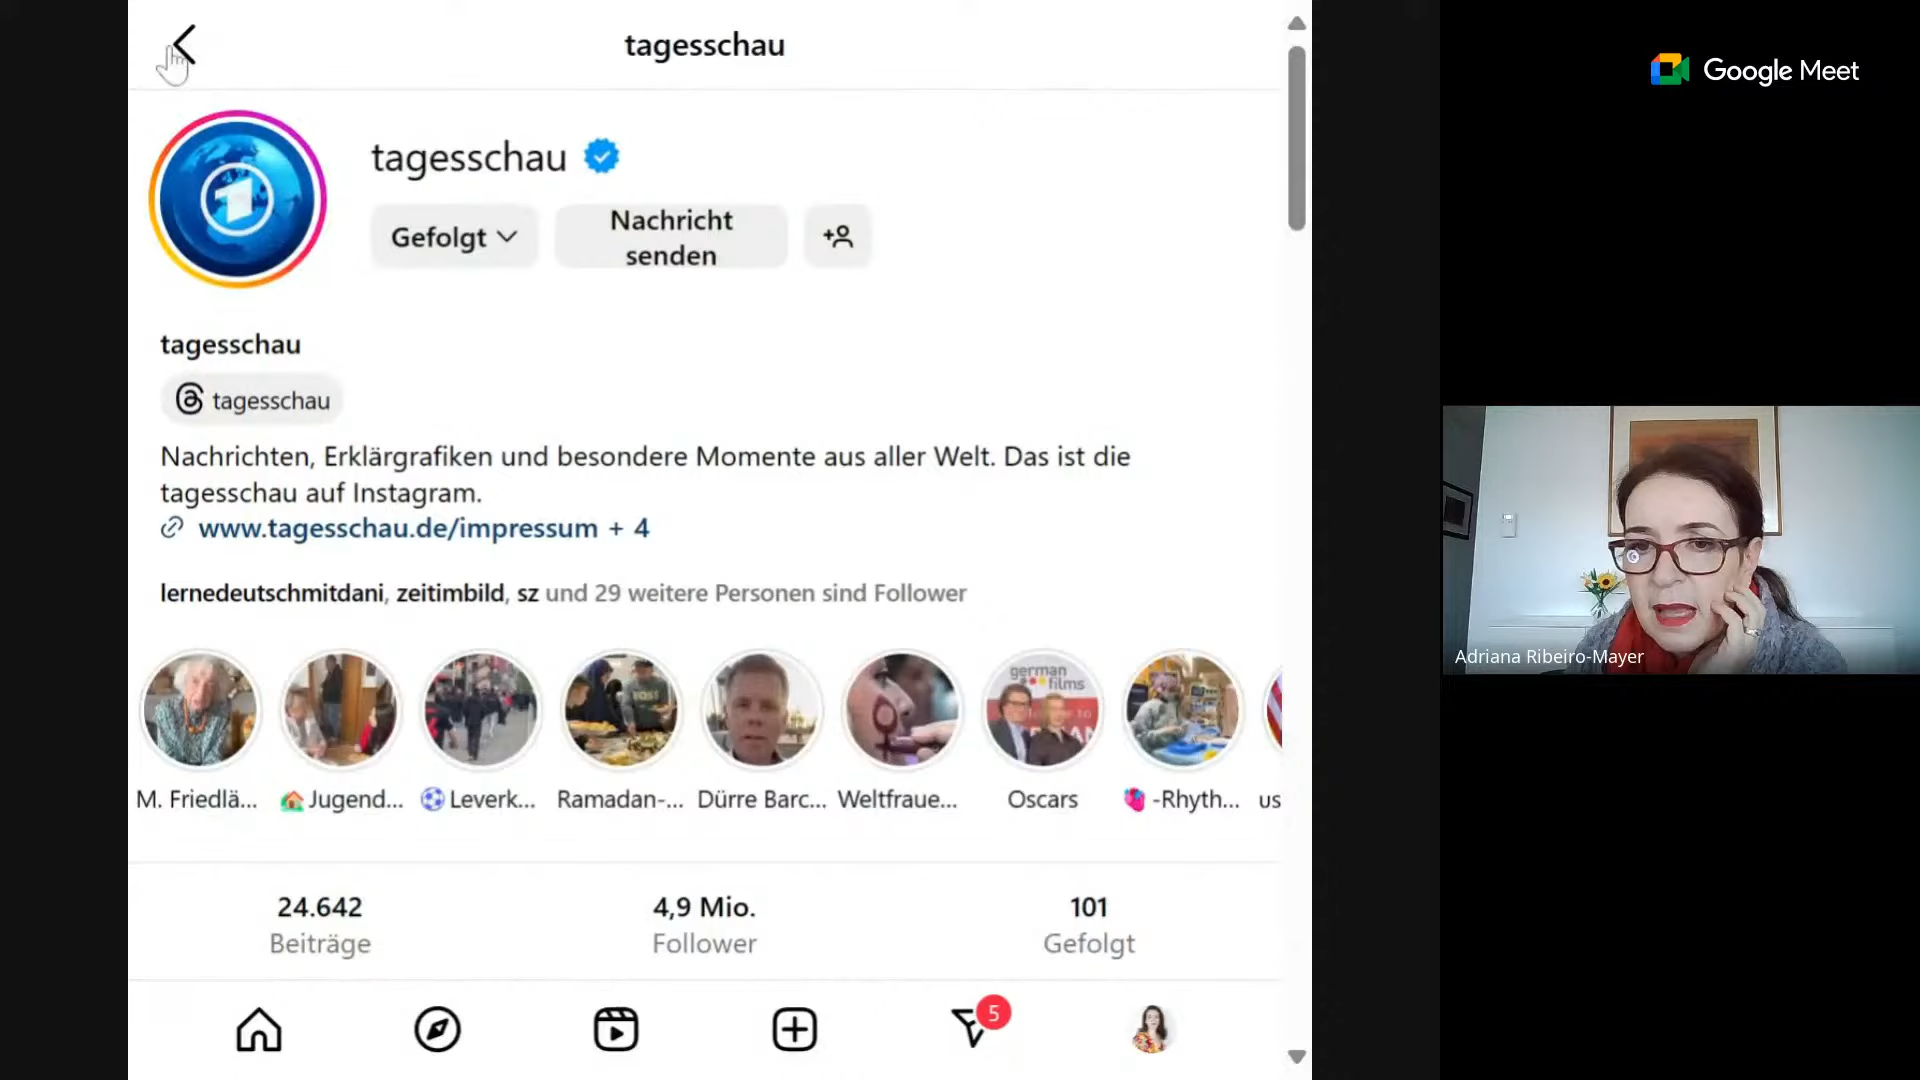 tagesschau
Google Meet
tagesschau
Gefolgt
Nachricht
senden
tagesschau
tagesschau
Nachrichten, Erklärgrafiken und besondere Momente aus aller Welt. Das ist die
tagesschau auf Instagram.
www.tagesschau.de/impressum + 4
lernedeutschmitdani, zeitimbild, sz und 29 weitere Personen sind Follower
german
films
M. Friedlä...
Jugend...
Leverk...
Ramadan-...
Dürre Barc...
Weltfraue...
Oscars
-Rhyth...
us
24.642
Beiträge
4,9 Mio.
Follower
101
Gefolgt
5
Adriana Ribeiro-Mayer